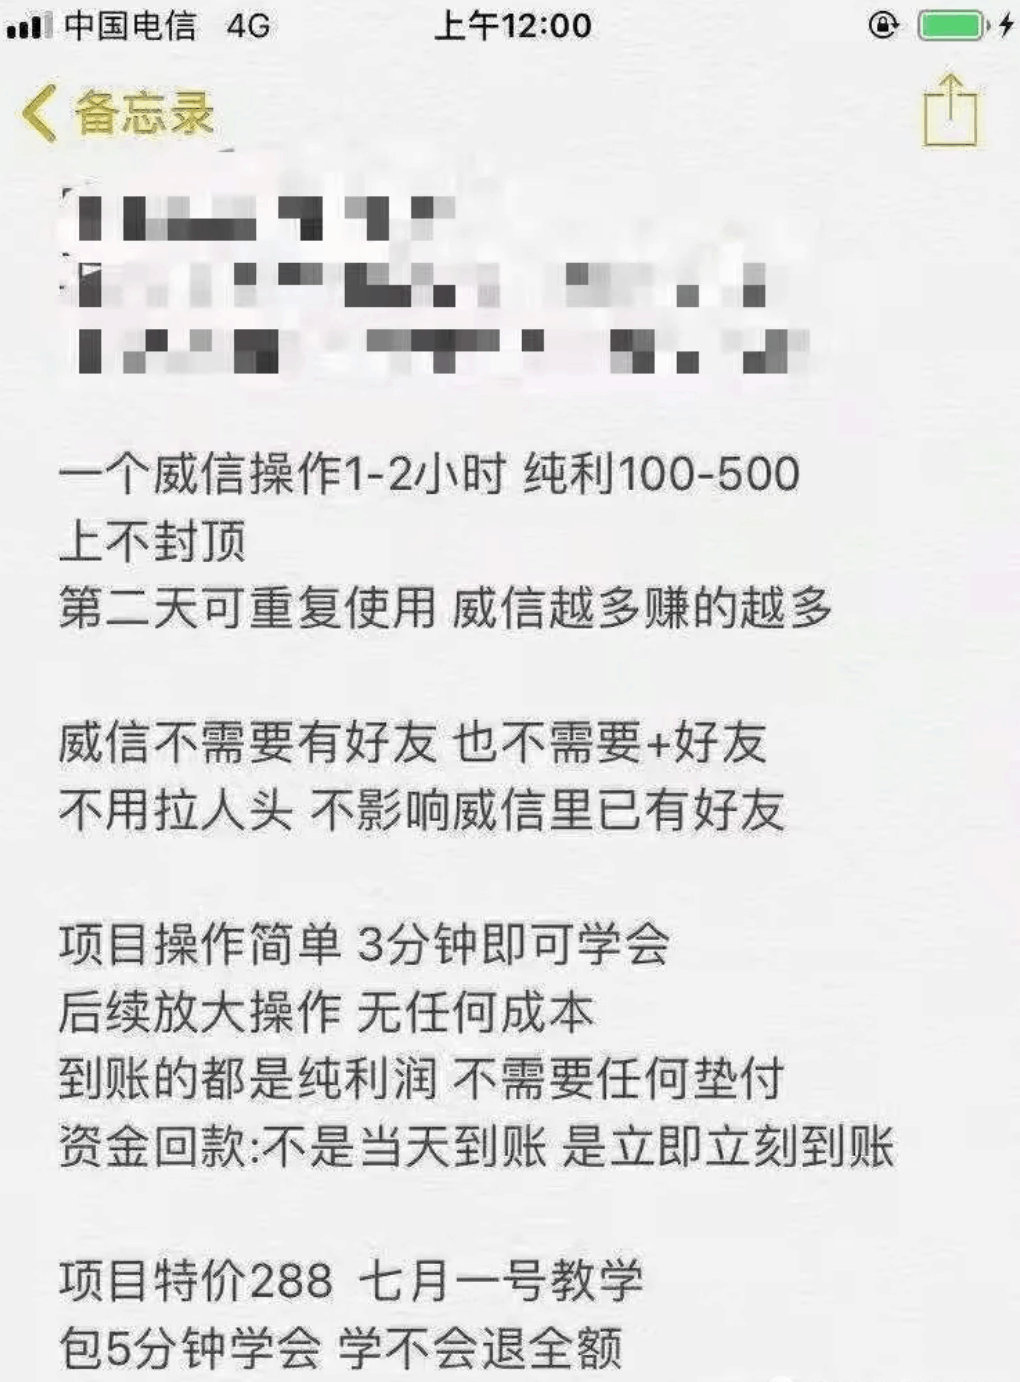 中国电信 4G 上午12:00
备忘录
一个威信操作1-2小时 纯利100-500
上不封顶
第二天可重复使用 威信越多赚的越多
威信不需要有好友 也不需要+好友
不用拉人头 不影响威信里已有好友
项目操作简单 3分钟即可学会
后续放大操作 无任何成本
到账的都是纯利润 不需要任何垫付
资金回款:不是当天到账 是立即立刻到账
项目特价288 七月一号教学
包5分钟学会 学不会退全额